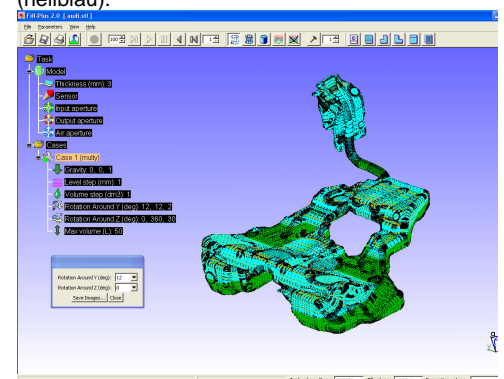 (hellblau).
Fill-Plus 2.0 [ audi.stl ]
File Parameters View Help
Task
Model
Thickness (mm): 3
Sensor
Input aperture
Output aperture
Air aperture
Cases
Case 1 (multy)
Gravity: 0, 0, 1
Level step (mm): 1
Volume step (dm3): 1
Rotation Around Y (deg): 12, 12, 2
Rotation Around Z (deg): 0, 360, 30
Max volume (L): 50
Rotation Around Y (deg): 12
Rotation Around Z (deg): 0
Save Images... Close